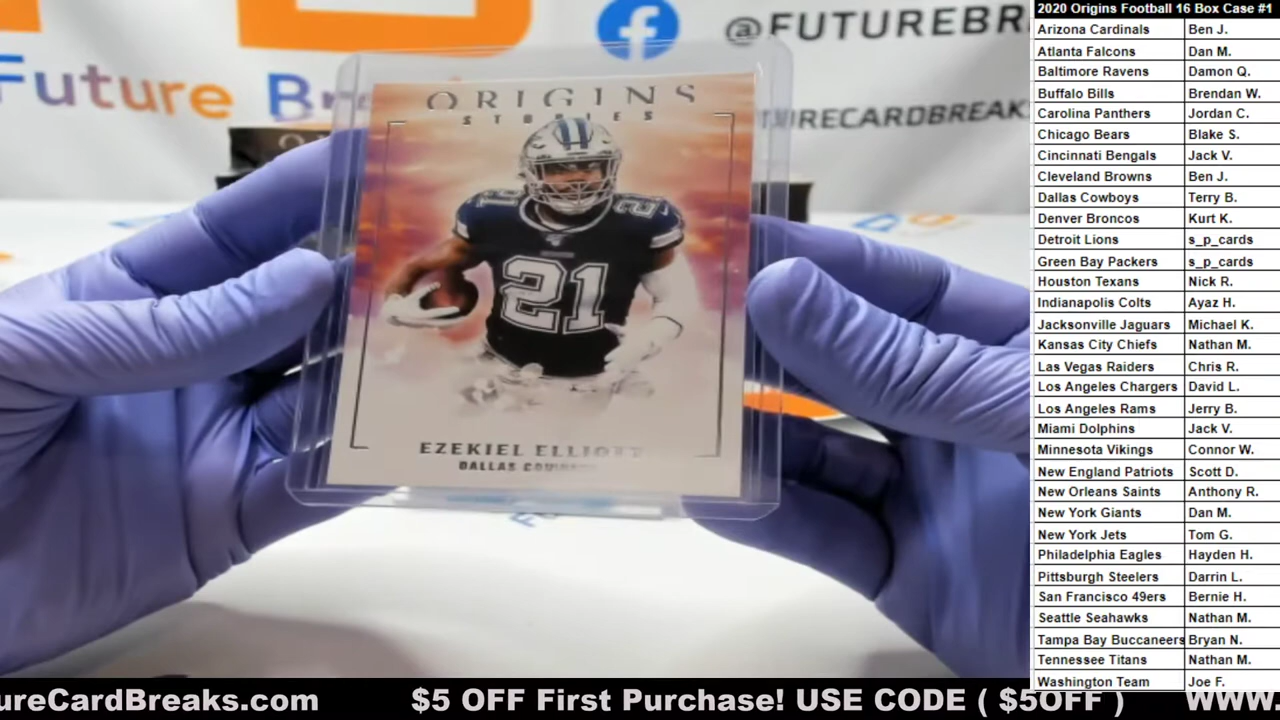 @FUTUREBR
Future Br
FUTURECARDBREAKS
ORIGINS
STORIES
21
21
21
EZEKIEL ELLIOTT
DALLAS COWBOYS
2020 Origins Football 16 Box Case #1
Arizona Cardinals Ben J.
Atlanta Falcons Dan M.
Baltimore Ravens Damon Q.
Buffalo Bills Brendan W.
Carolina Panthers Jordan C.
Chicago Bears Blake S.
Cincinnati Bengals Jack V.
Cleveland Browns Ben J.
Dallas Cowboys Terry B.
Denver Broncos Kurt K.
Detroit Lions s_p_cards
Green Bay Packers s_p_cards
Houston Texans Nick R.
Indianapolis Colts Ayaz H.
Jacksonville Jaguars Michael K.
Kansas City Chiefs Nathan M.
Las Vegas Raiders Chris R.
Los Angeles Chargers David L.
Los Angeles Rams Jerry B.
Miami Dolphins Jack V.
Minnesota Vikings Connor W.
New England Patriots Scott D.
New Orleans Saints Anthony R.
New York Giants Dan M.
New York Jets Tom G.
Philadelphia Eagles Hayden H.
Pittsburgh Steelers Darrin L.
San Francisco 49ers Bernie H.
Seattle Seahawks Nathan M.
Tampa Bay Buccaneers Bryan N.
Tennessee Titans Nathan M.
Washington Team Joe F.
ureCardBreaks.com $5 OFF First Purchase! USE CODE ( $5OFF ) www.